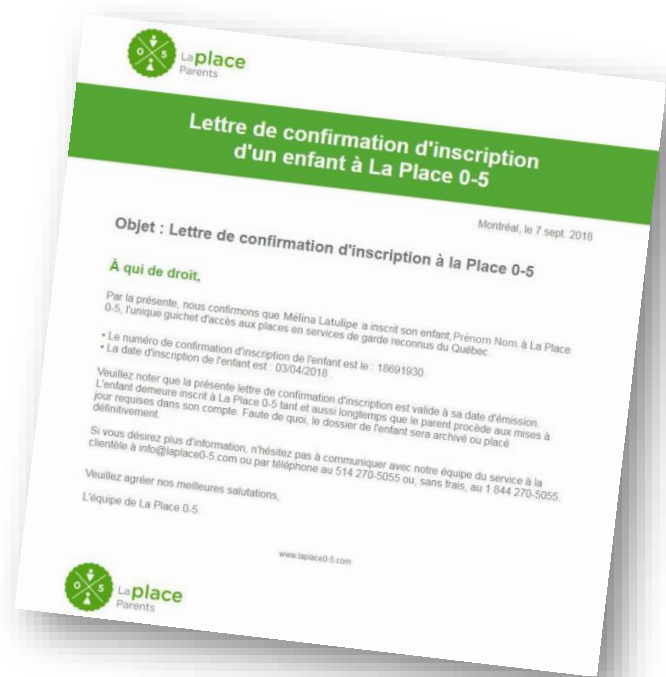 0 5
La place
Parents
Lettre de confirmation d'inscription
d'un enfant à La Place 0-5
Montréal, le 7 sept. 2018
Objet : Lettre de confirmation d'inscription à la Place 0-5
À qui de droit,
Par la présente, nous confirmons que Mélina Latulipe a inscrit son enfant, Prénom Nom à La Place
0-5, l'unique guichet d'accès aux places en services de garde reconnus du Québec.
• Le numéro de confirmation d'inscription de l'enfant est le : 18691930.
• La date d'inscription de l'enfant est : 03/04/2018 .
Veuillez noter que la présente lettre de confirmation d'inscription est valide à sa date d'émission.
L'enfant demeure inscrit à La Place 0-5 tant et aussi longtemps que le parent procède aux mises à
jour requises dans son compte. Faute de quoi, le dossier de l'enfant sera archivé ou placé
définitivement.
Si vous désirez plus d'information, n'hésitez pas à communiquer avec notre équipe du service à la
clientèle à info@laplace0-5.com ou par téléphone au 514 270-5055 ou, sans frais, au 1 844 270-5055.
Veuillez agréer nos meilleures salutations,
L'équipe de La Place 0-5
www.laplace0-5.com
0 5
La place
Parents